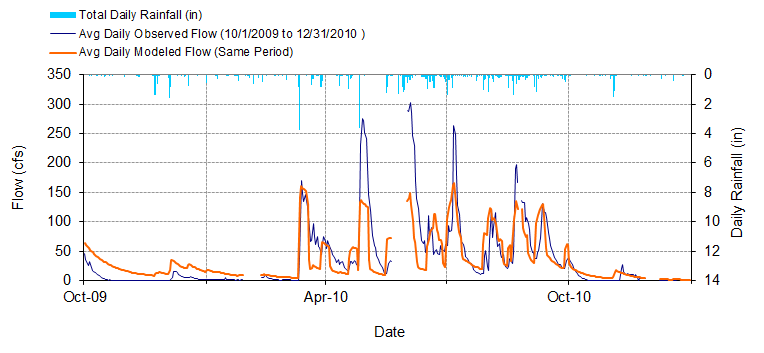 Total Daily Rainfall (in)
Avg Daily Observed Flow (10/1/2009 to 12/31/2010 )
Avg Daily Modeled Flow (Same Period)
350
300
250
200
150
100
50
0
Flow (cfs)
0
2
4
6
8
10
12
14
Daily Rainfall (in)
Oct-09
Apr-10
Oct-10
Date